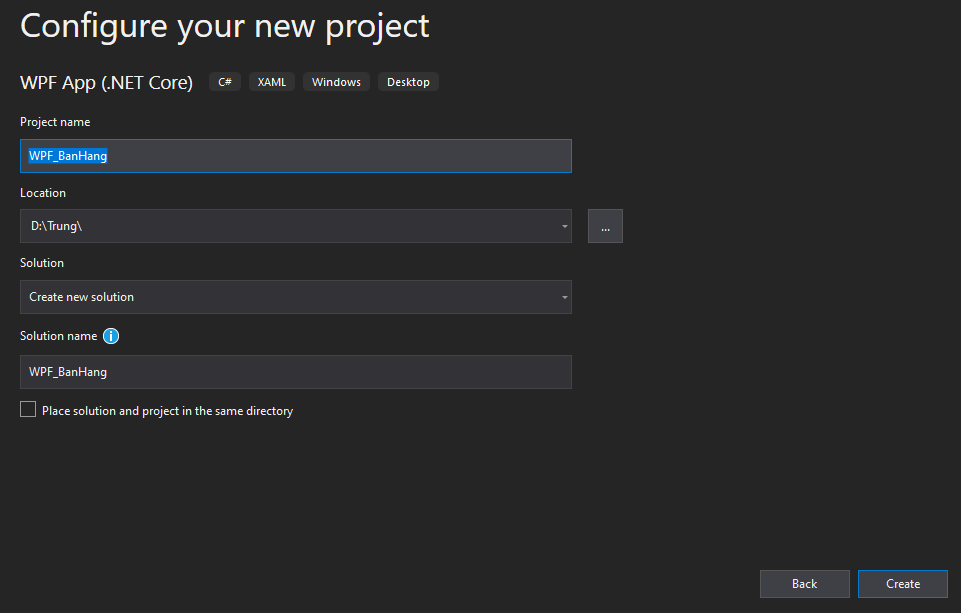 Configure your new project
WPF App (.NET Core) C# XAML Windows Desktop
Project name
WPF_BanHang
Location
D:\Trung\
...
Solution
Create new solution
Solution name
WPF_BanHang
Place solution and project in the same directory
Back Create